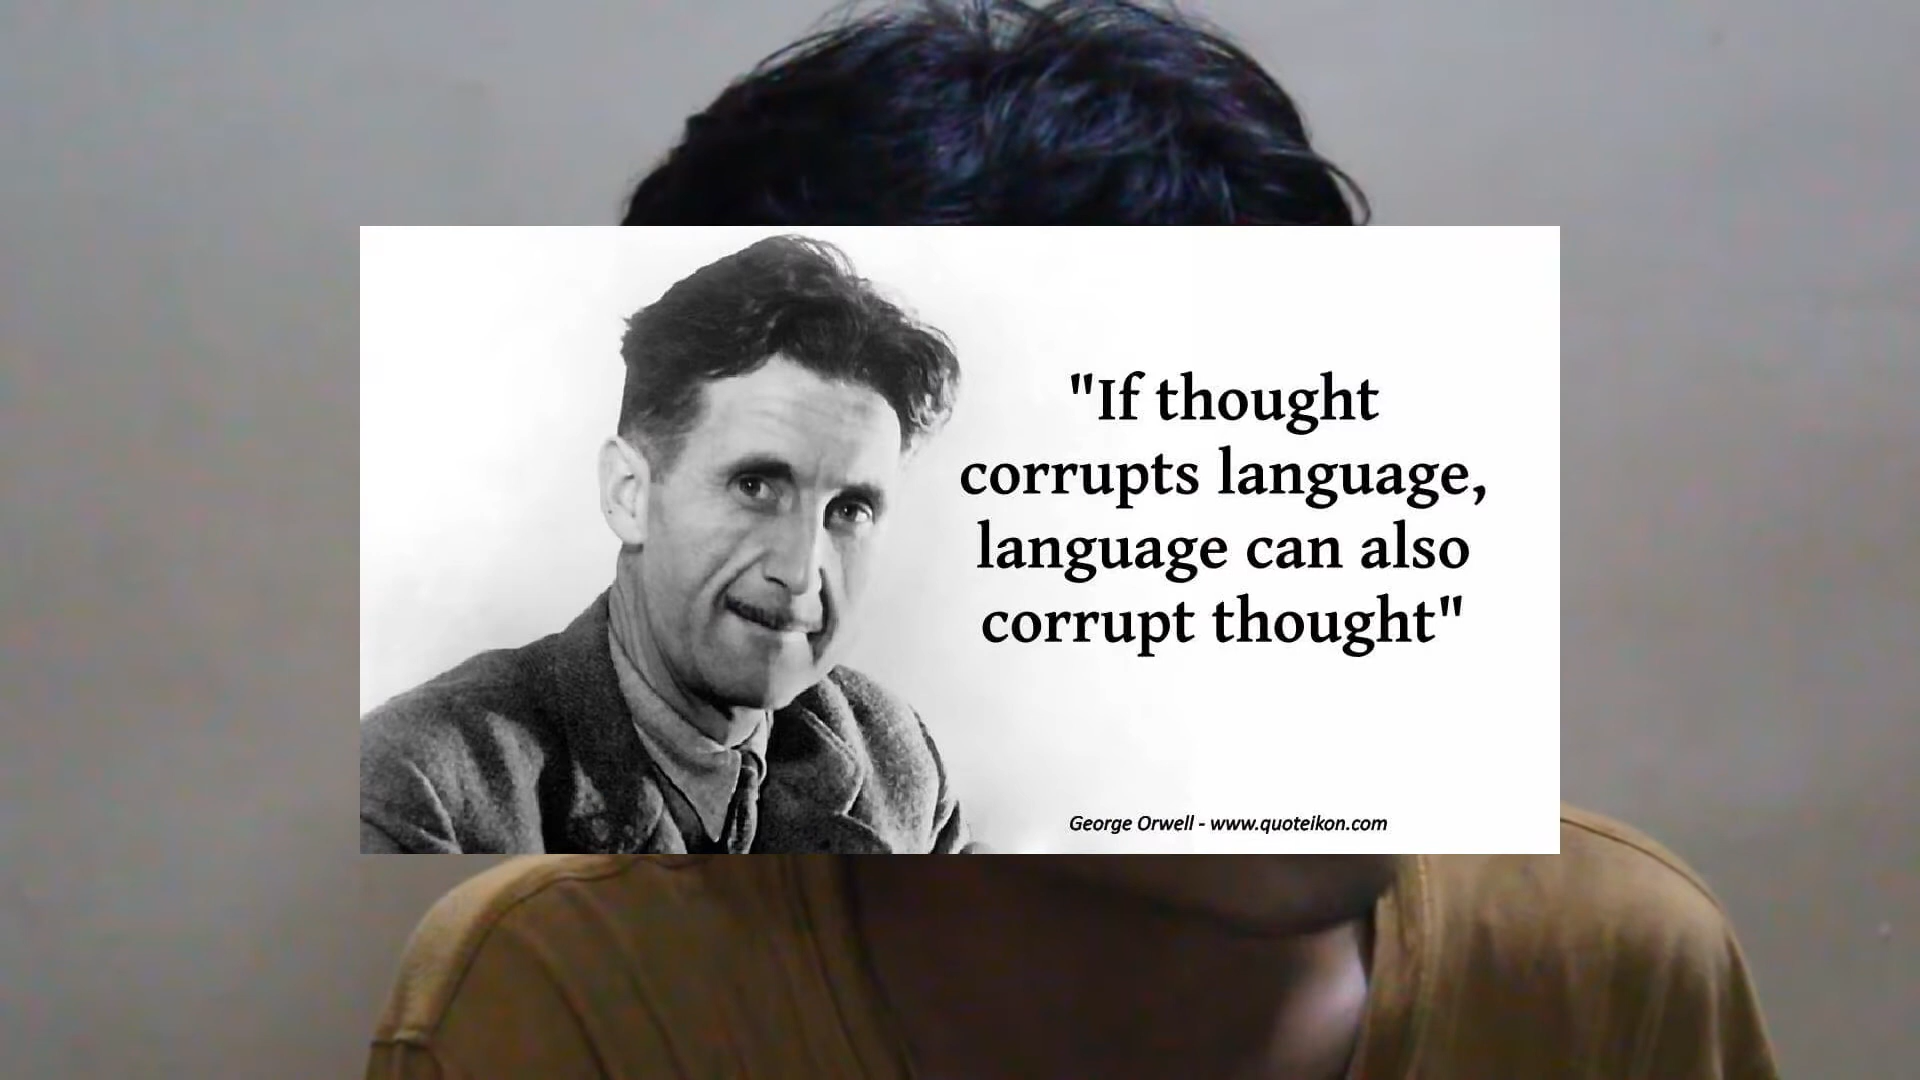 "If thought
corrupts language,
language can also
corrupt thought"
George Orwell - www.quoteikon.com